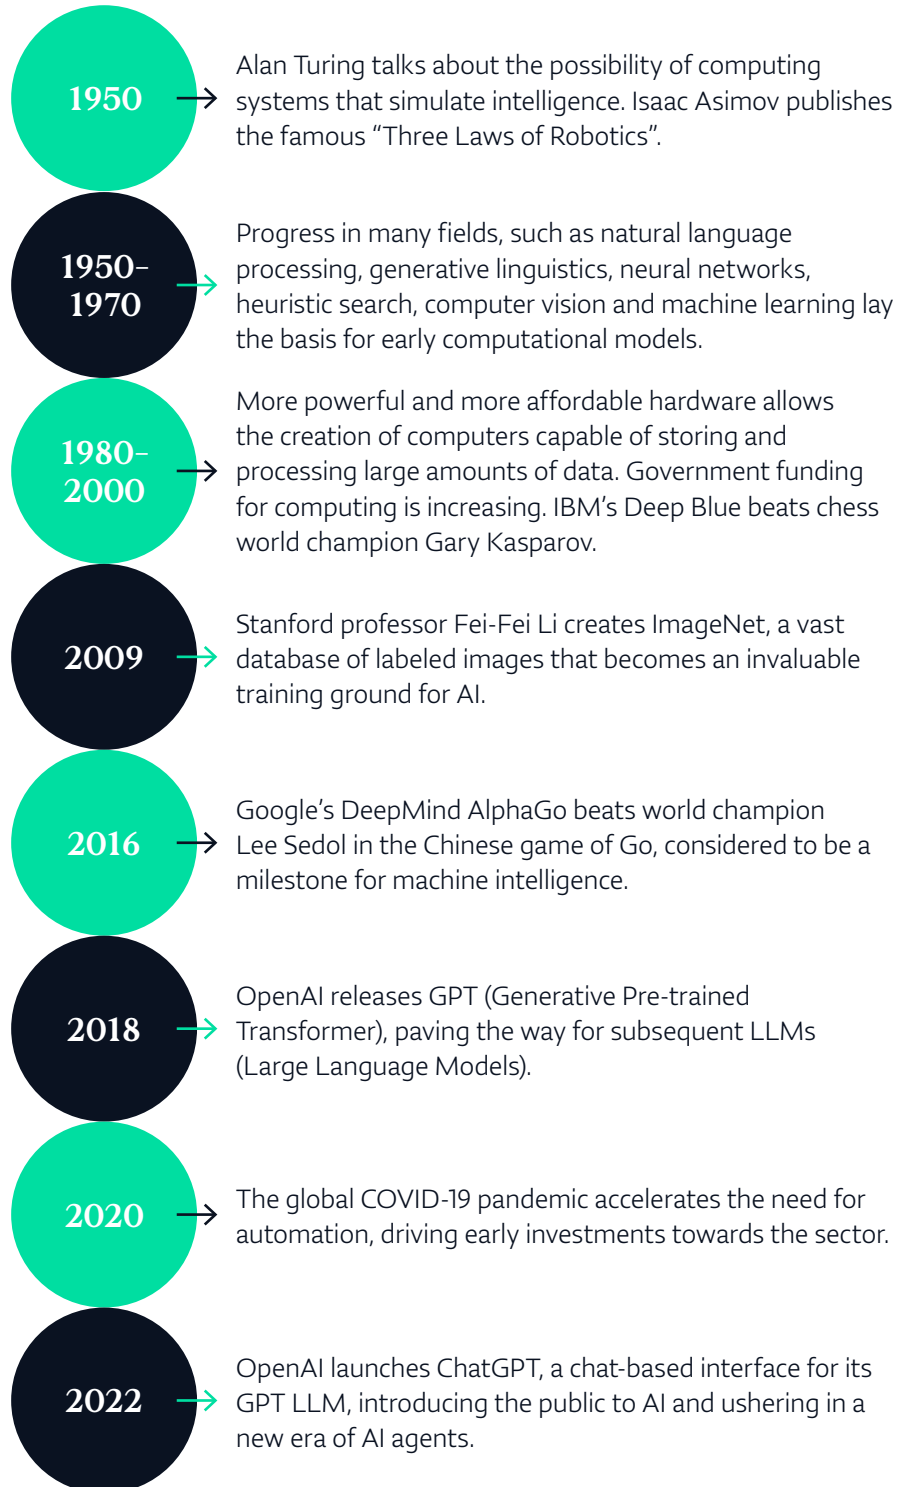 1950
Alan Turing talks about the possibility of computing
systems that simulate intelligence. Isaac Asimov publishes
the famous “Three Laws of Robotics”.
1950–
1970
Progress in many fields, such as natural language
processing, generative linguistics, neural networks,
heuristic search, computer vision and machine learning lay
the basis for early computational models.
1980–
2000
More powerful and more affordable hardware allows
the creation of computers capable of storing and
processing large amounts of data. Government funding
for computing is increasing. IBM’s Deep Blue beats chess
world champion Gary Kasparov.
2009
Stanford professor Fei-Fei Li creates ImageNet, a vast
database of labeled images that becomes an invaluable
training ground for AI.
2016
Google’s DeepMind AlphaGo beats world champion
Lee Sedol in the Chinese game of Go, considered to be a
milestone for machine intelligence.
2018
OpenAI releases GPT (Generative Pre-trained
Transformer), paving the way for subsequent LLMs
(Large Language Models).
2020
The global COVID-19 pandemic accelerates the need for
automation, driving early investments towards the sector.
2022
OpenAI launches ChatGPT, a chat-based interface for its
GPT LLM, introducing the public to AI and ushering in a
new era of AI agents.